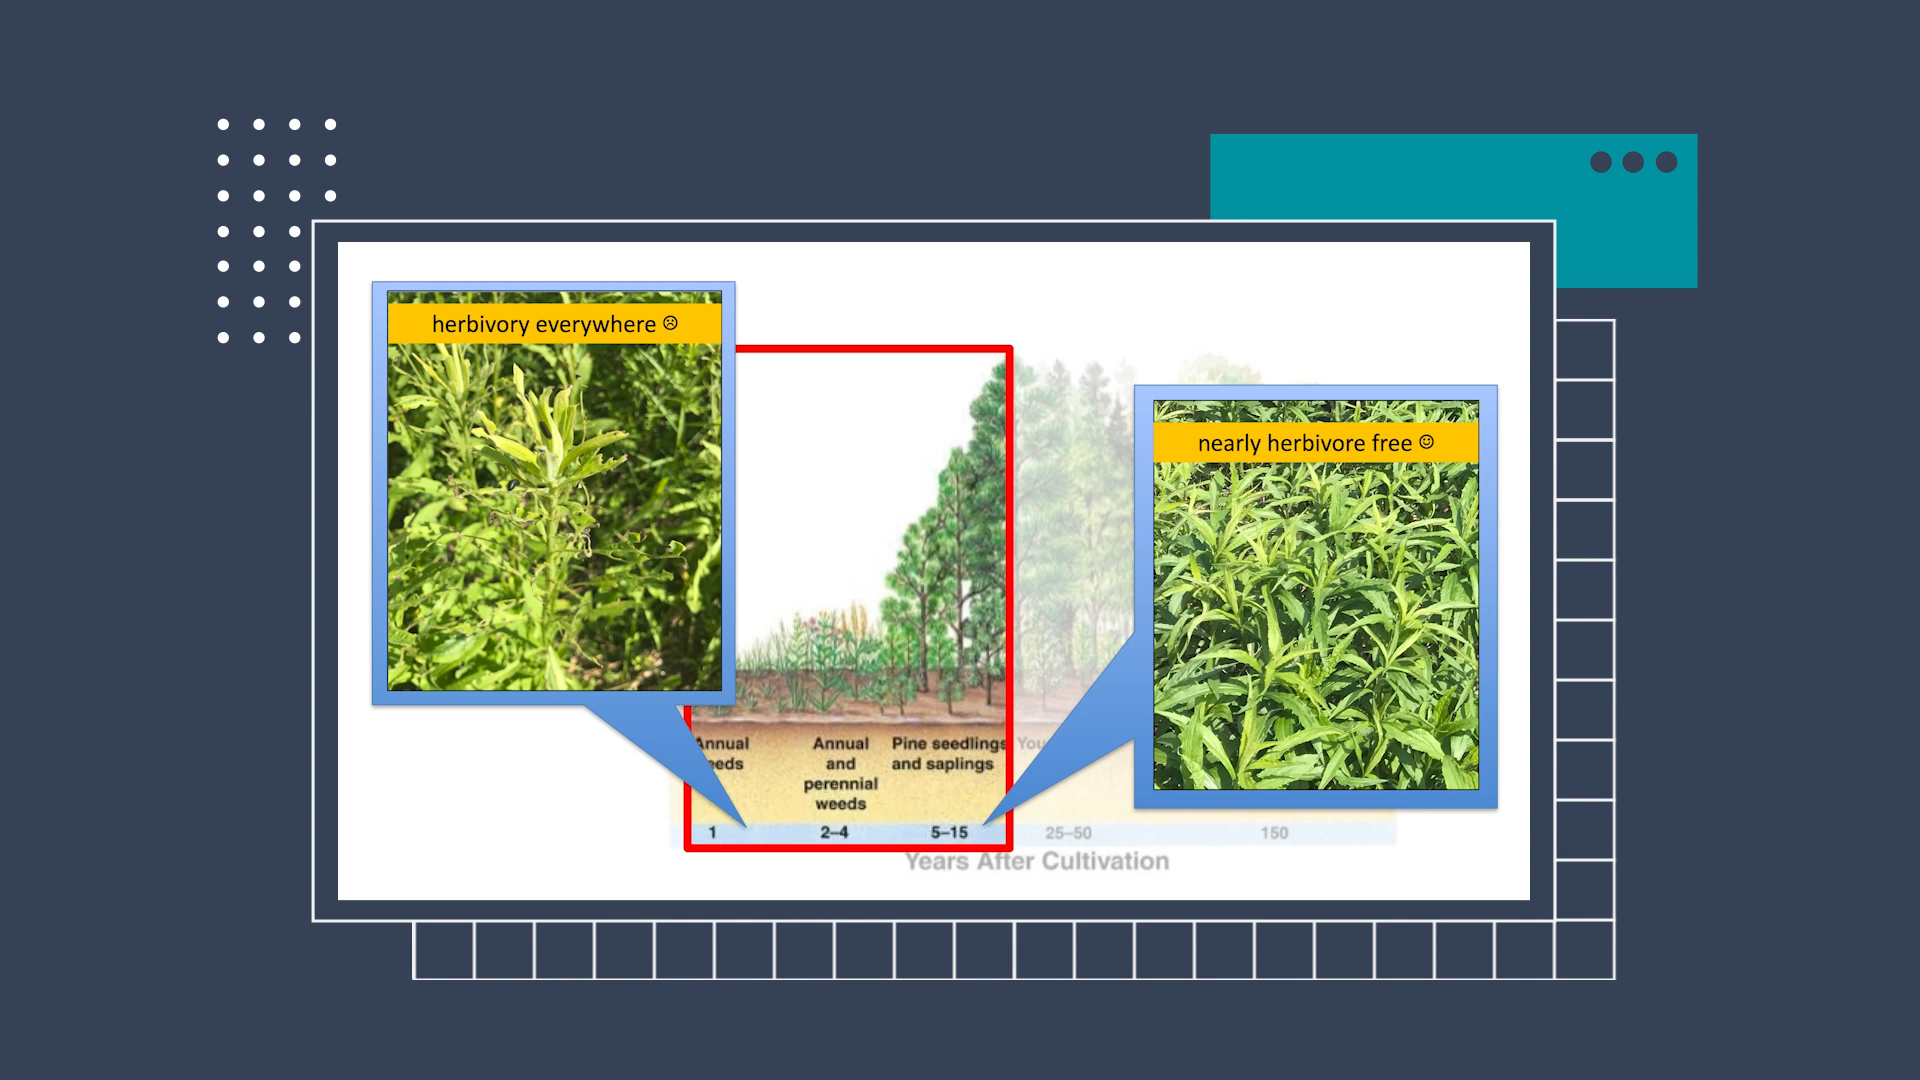 herbivory everywhere ☹
nearly herbivore free ☺
Annual
Annual
and
perennial
weeds
Pine seedlings
and saplings
1
2–4
5–15
25–50
150
Years After Cultivation